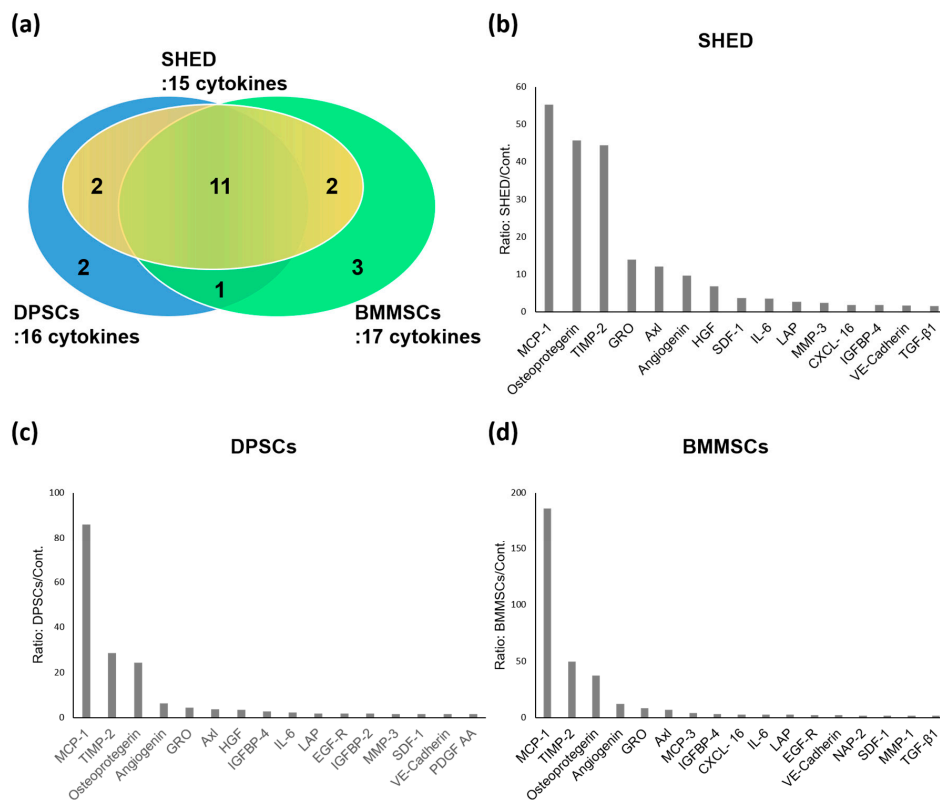 (a)
SHED
:15 cytokines
2
11
2
2
1
3
DPSCs
:16 cytokines
BMMSCs
:17 cytokines
(b)
SHED
Ratio: SHED/Cont.
60
50
40
30
20
10
0
MCP-1
Osteoprotegerin
TIMP-2
GRO
Axl
Angiogenin
HGF
SDF-1
IL-6
LAP
MMP-3
CXCL- 16
IGFBP-4
VE-Cadherin
TGF-β1
(c)
DPSCs
Ratio: DPSCs/Cont.
100
80
60
40
20
0
MCP-1
TIMP-2
Osteoprotegerin
Angiogenin
GRO
Axl
HGF
IGFBP-4
IL-6
LAP
EGF-R
IGFBP-2
MMP-3
SDF-1
VE-Cadherin
PDGF AA
(d)
BMMSCs
Ratio: BMMSCs/Cont.
200
150
100
50
0
MCP-1
TIMP-2
Osteoprotegerin
Angiogenin
GRO
Axl
MCP-3
IGFBP-4
CXCL- 16
IL-6
LAP
EGF-R
VE-Cadherin
NAP-2
SDF-1
MMP-1
TGF-β1